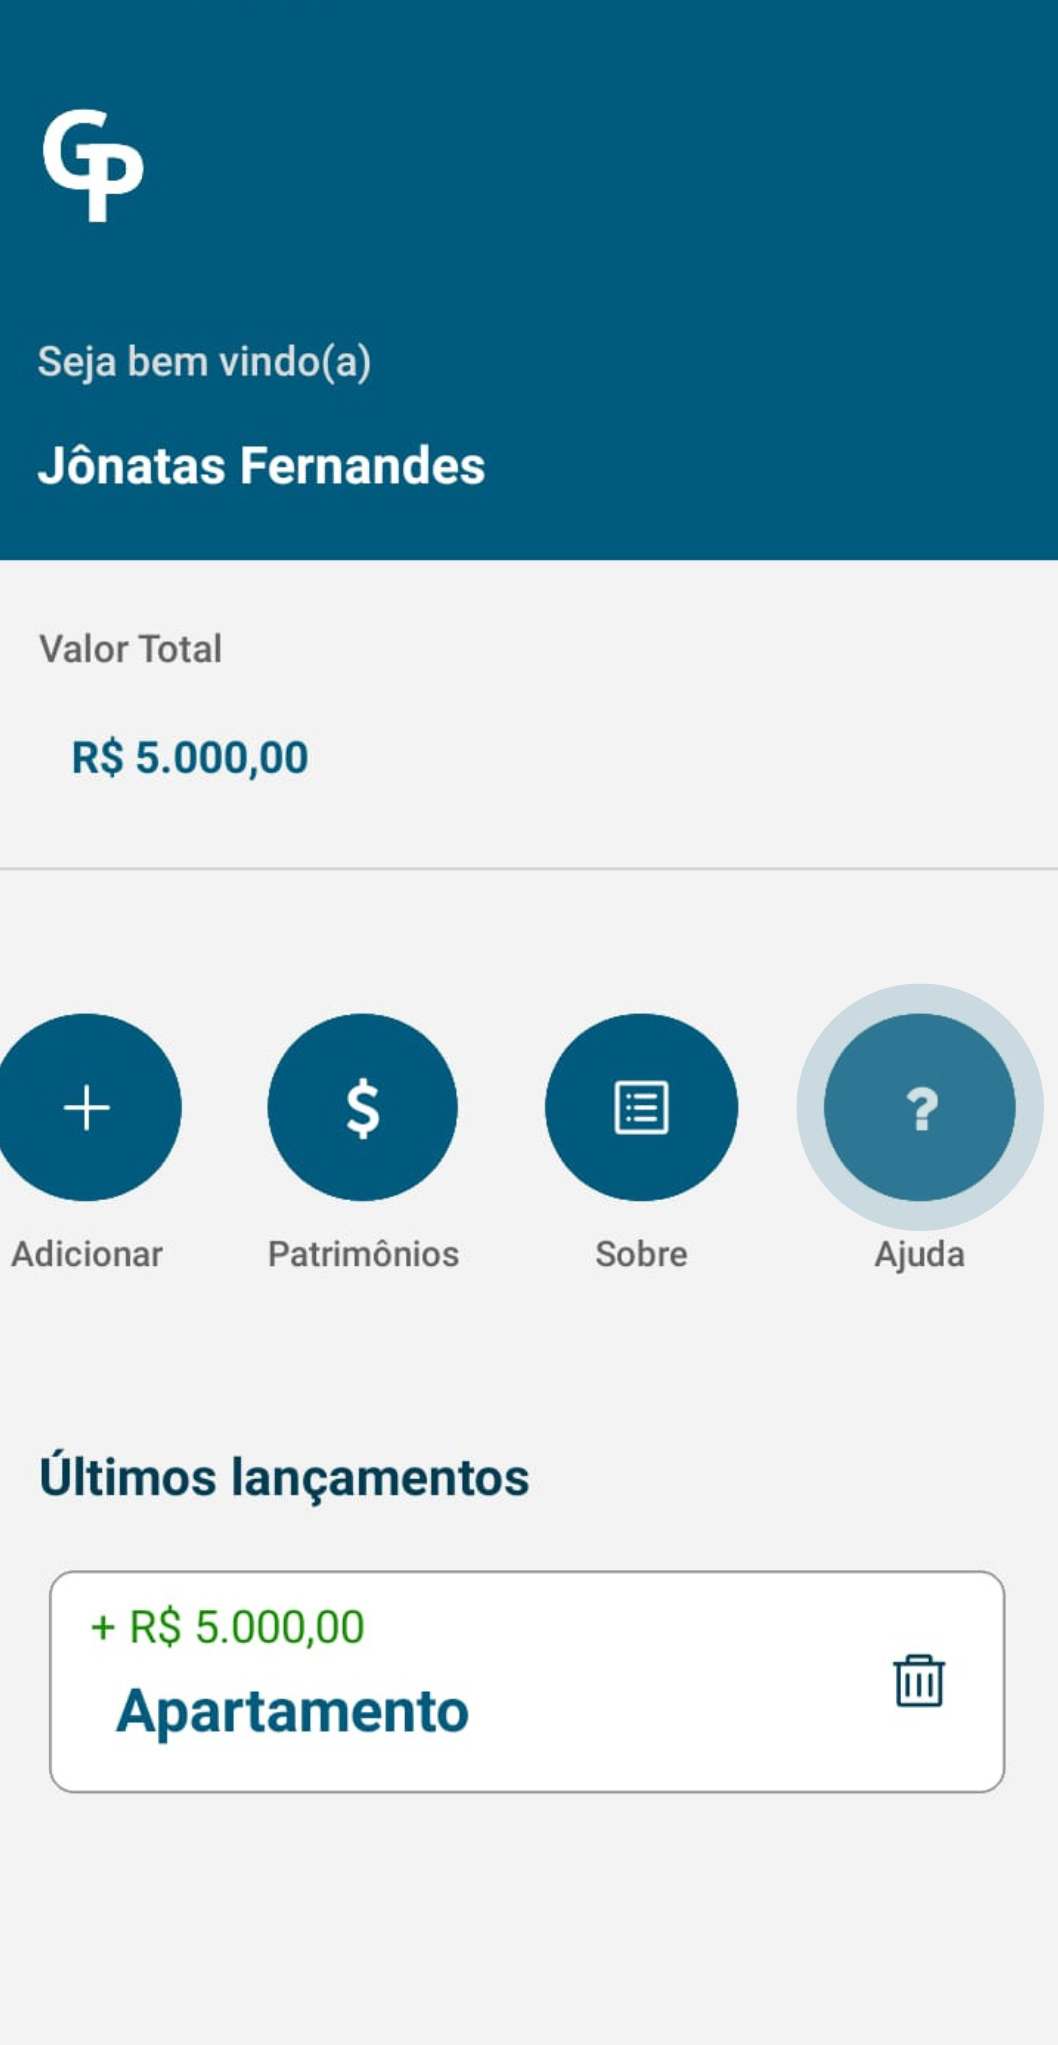 GP
Seja bem vindo(a)
Jônatas Fernandes
Valor Total
R$ 5.000,00
+ $ ?
Adicionar Patrimônios Sobre Ajuda
Últimos lançamentos
+ R$ 5.000,00
Apartamento